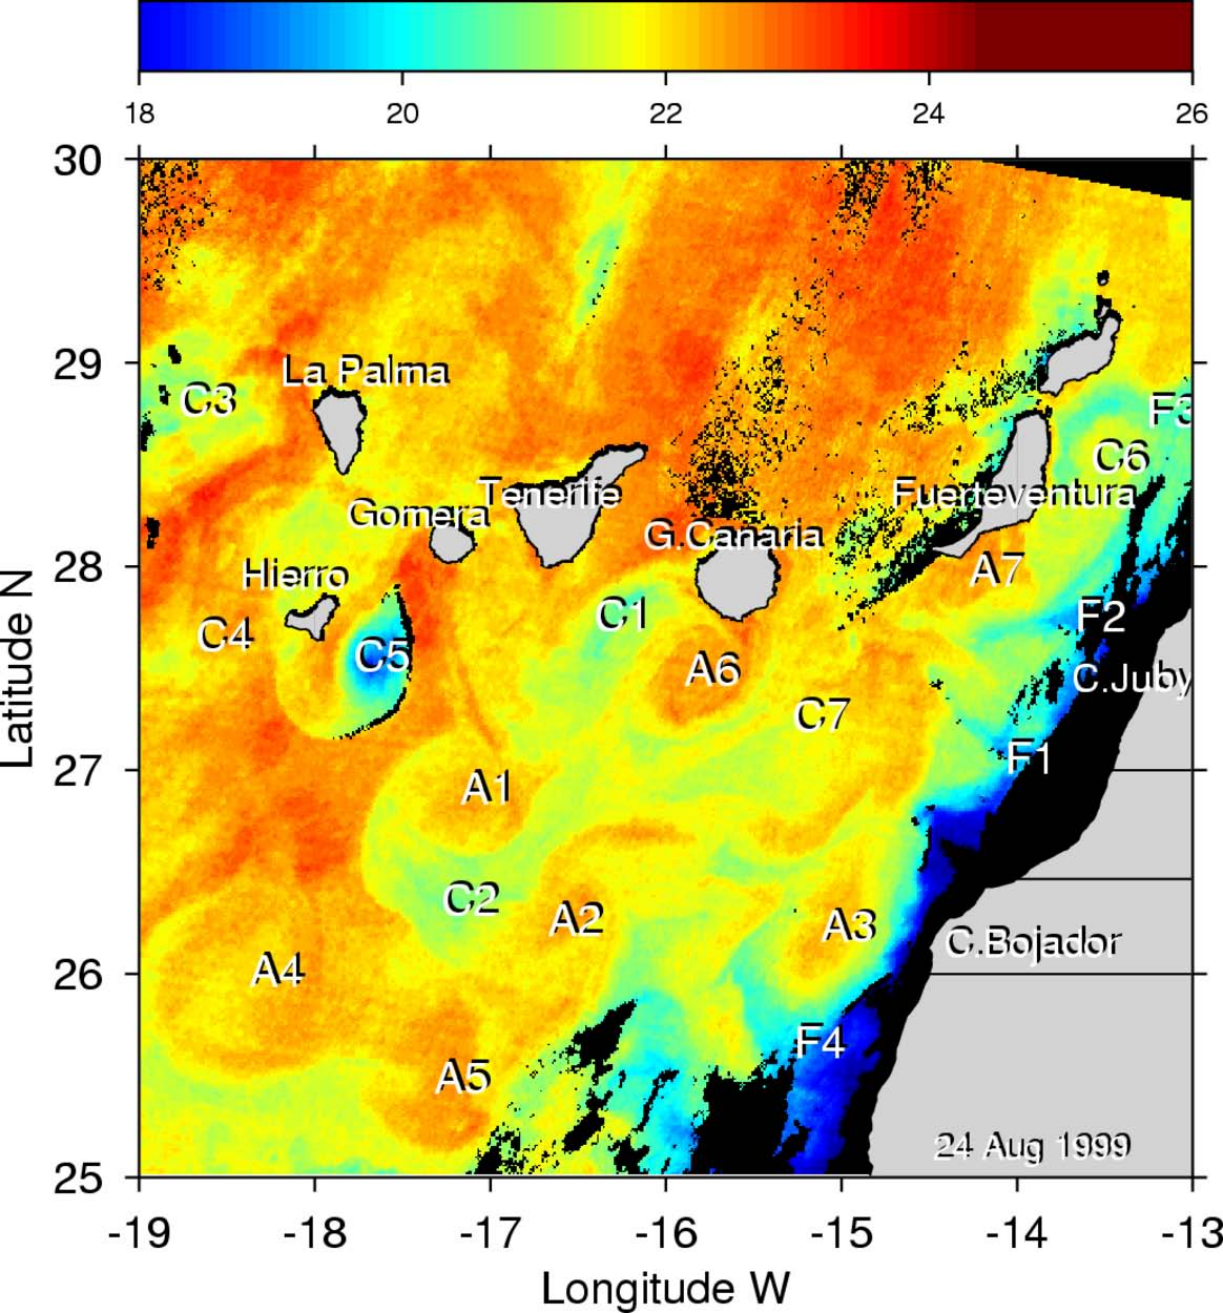 18 20 22 24 26
30
29
28
27
26
25
Latitude N
La Palma
C3
F3
C6
Tenerife
Fuerteventura
Gomera
G.Canaria
Hierro
A7
C1
F2
C4
C5
A6
C.Juby
C7
F1
A1
C2
A2
A3
C.Bojador
A4
F4
A5
24 Aug 1999
-19 -18 -17 -16 -15 -14 -13
Longitude W